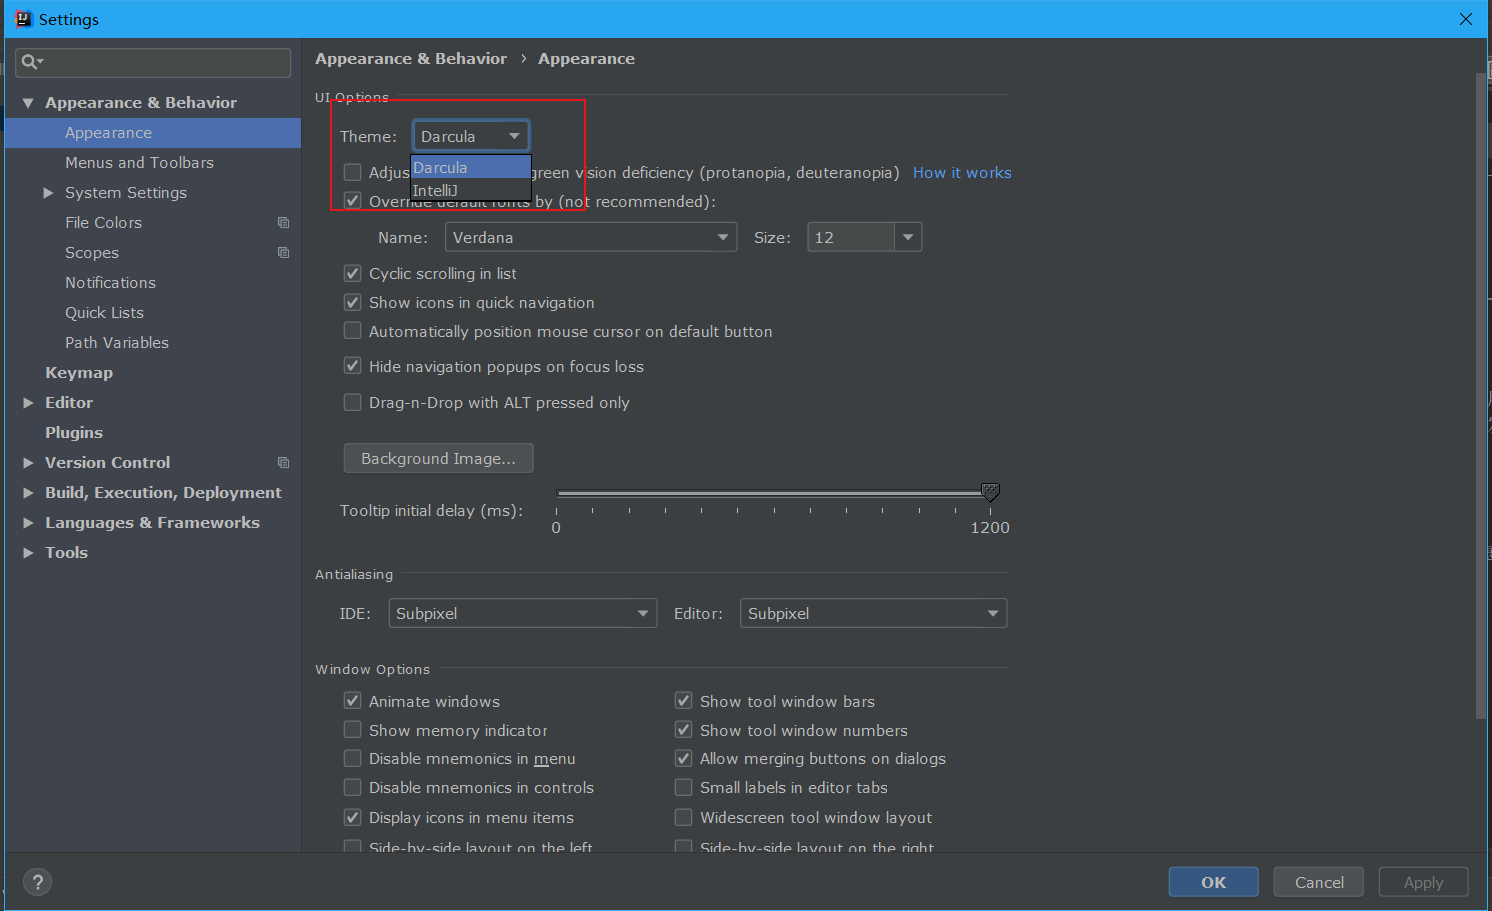 Settings
Appearance & Behavior
Appearance
Menus and Toolbars
System Settings
File Colors
Scopes
Notifications
Quick Lists
Path Variables
Keymap
Editor
Plugins
Version Control
Build, Execution, Deployment
Languages & Frameworks
Tools
Appearance & Behavior › Appearance
UI Options
Theme: Darcula
Darcula
IntelliJ
Adjus green vision deficiency (protanopia, deuteranopia) How it works
Override default fonts by (not recommended):
Name: Verdana Size: 12
Cyclic scrolling in list
Show icons in quick navigation
Automatically position mouse cursor on default button
Hide navigation popups on focus loss
Drag-n-Drop with ALT pressed only
Background Image...
Tooltip initial delay (ms):
0 1200
Antialiasing
IDE: Subpixel Editor: Subpixel
Window Options
Animate windows Show tool window bars
Show memory indicator Show tool window numbers
Disable mnemonics in menu Allow merging buttons on dialogs
Disable mnemonics in controls Small labels in editor tabs
Display icons in menu items Widescreen tool window layout
Side-by-side layout on the left Side-by-side layout on the right
? OK Cancel Apply